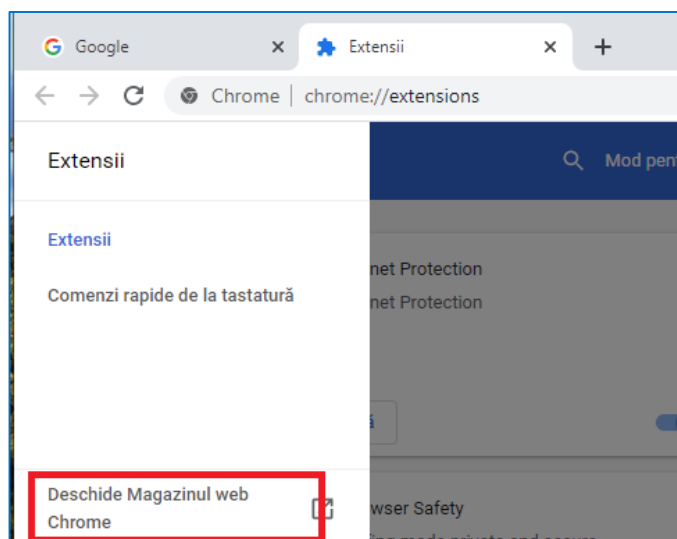 Google
Extensii
Chrome | chrome://extensions
Extensii
Mod
Extensii
net Protection
Comenzi rapide de la tastatură
net Protection
Deschide Magazinul web
Chrome
wser Safety